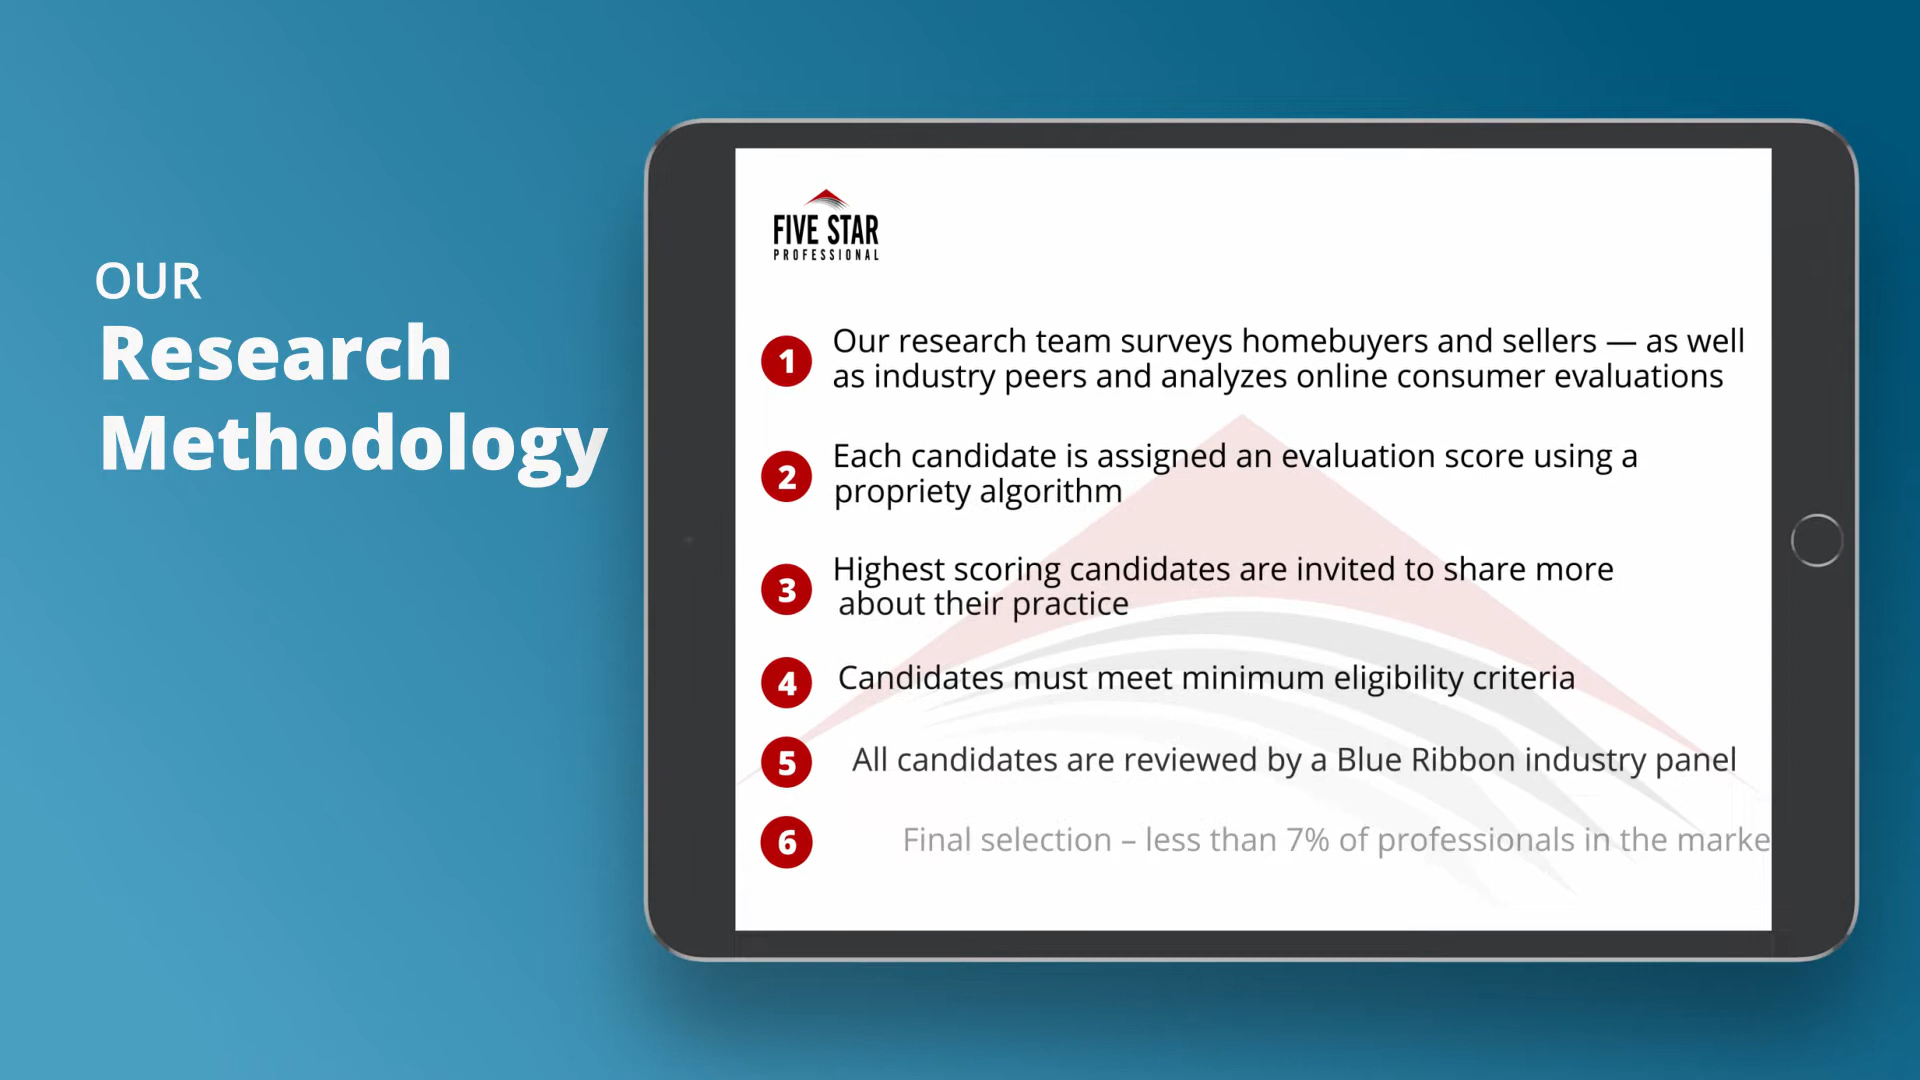 OUR
Research
Methodology
FIVE STAR
PROFESSIONAL
1 Our research team surveys homebuyers and sellers — as well
as industry peers and analyzes online consumer evaluations
2 Each candidate is assigned an evaluation score using a
propriety algorithm
3 Highest scoring candidates are invited to share more
about their practice
4 Candidates must meet minimum eligibility criteria
5 All candidates are reviewed by a Blue Ribbon industry panel
6 Final selection – less than 7% of professionals in the marke